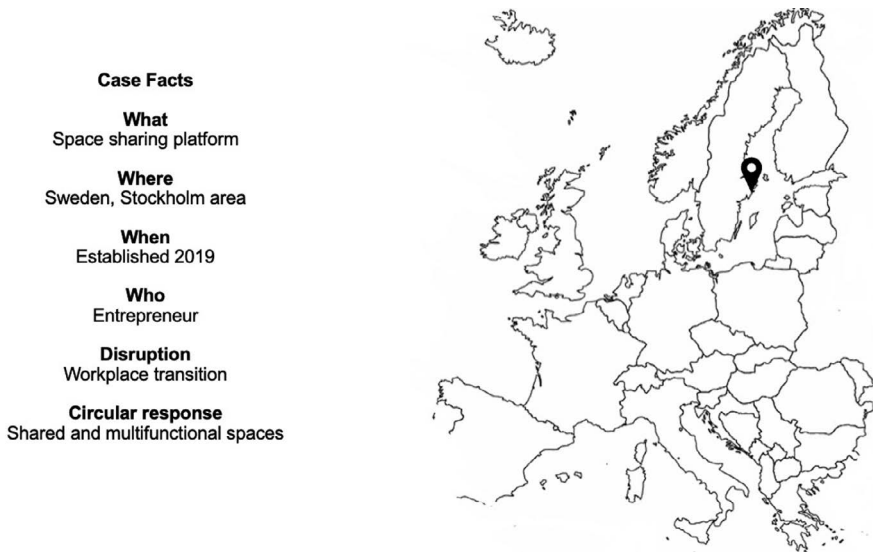 Case Facts
What
Space sharing platform
Where
Sweden, Stockholm area
When
Established 2019
Who
Entrepreneur
Disruption
Workplace transition
Circular response
Shared and multifunctional spaces